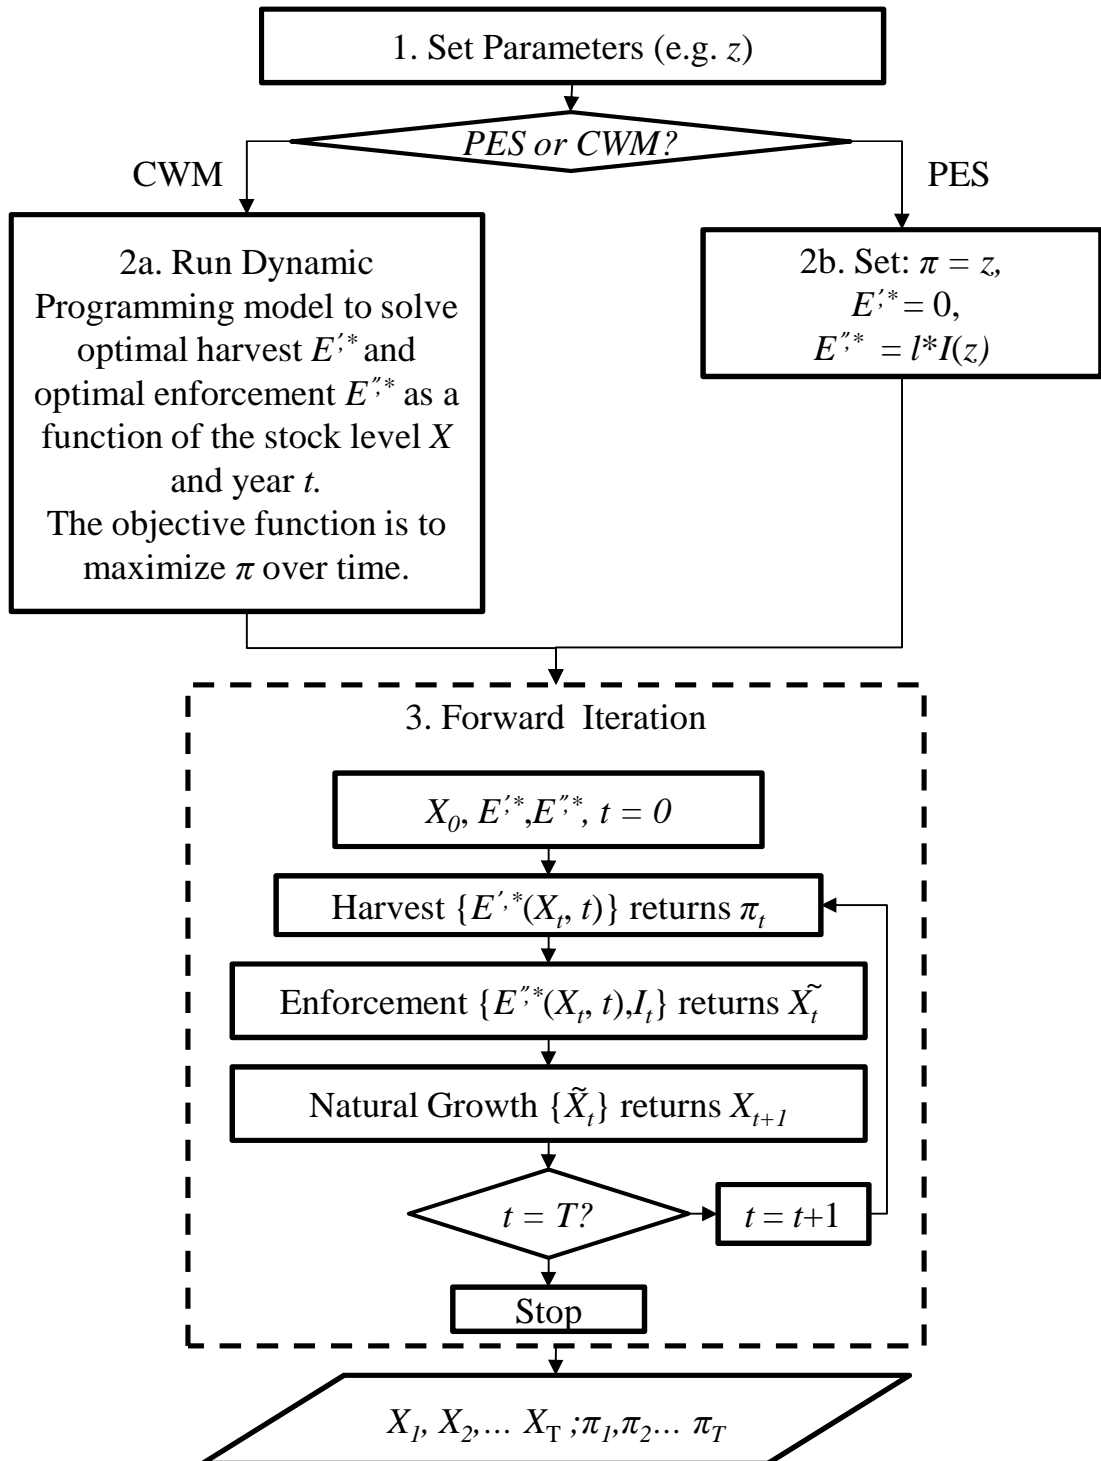 1. Set Parameters (e.g. z)
PES or CWM?
CWM
PES
2a. Run Dynamic
Programming model to solve
optimal harvest E′,* and
optimal enforcement E″,* as a
function of the stock level X
and year t.
The objective function is to
maximize π over time.
2b. Set: π = z,
E′,* = 0,
E″,* = l*I(z)
3. Forward Iteration
X₀, E′,*,E″,*, t = 0
Harvest {E′,*(Xₜ, t)} returns πₜ
Enforcement {E″,*(Xₜ, t),Iₜ} returns X̃ₜ
Natural Growth {X̃ₜ} returns Xₜ₊₁
t = T?
t = t+1
Stop
X₁, X₂,... X_T ;π₁,π₂... π_T